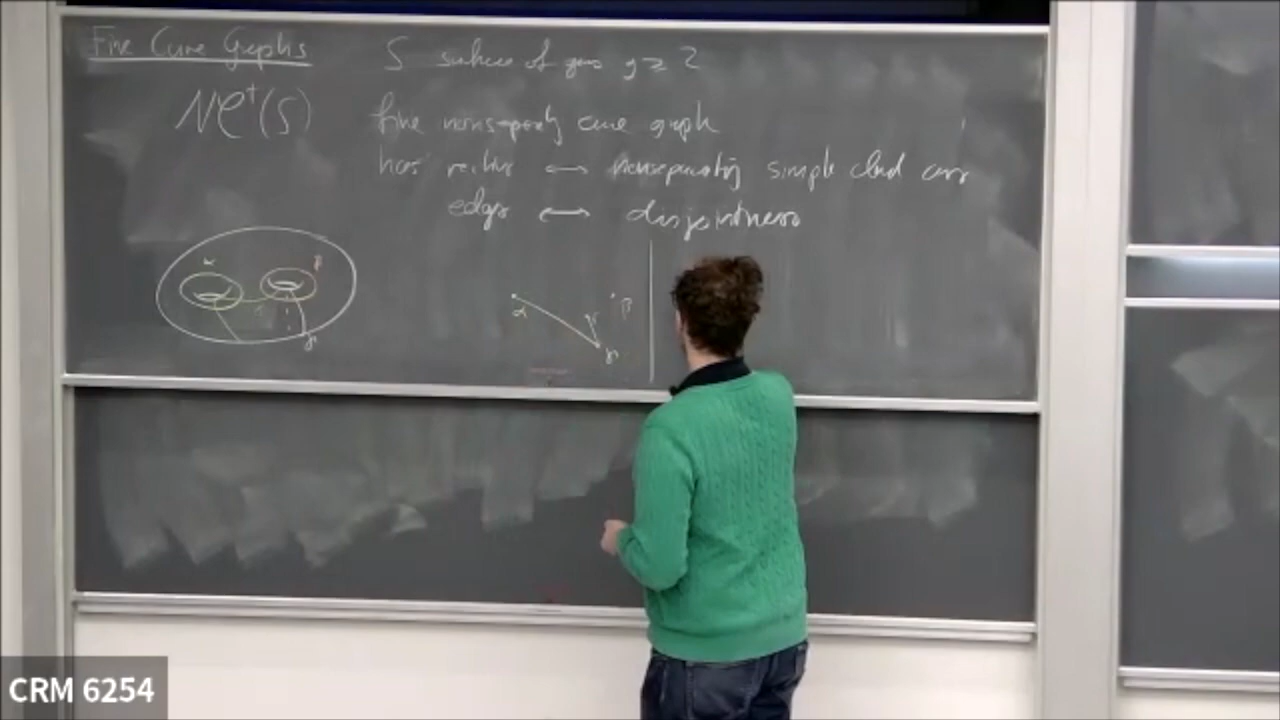 Fine Curve Graphs
S surface of genus g ≥ 2
NC†(S)
fine nonseparating curve graph
has vertices ↔ nonseparating simple closed curves
edges ↔ disjointness
α β
γ
α β
γ
CRM 6254